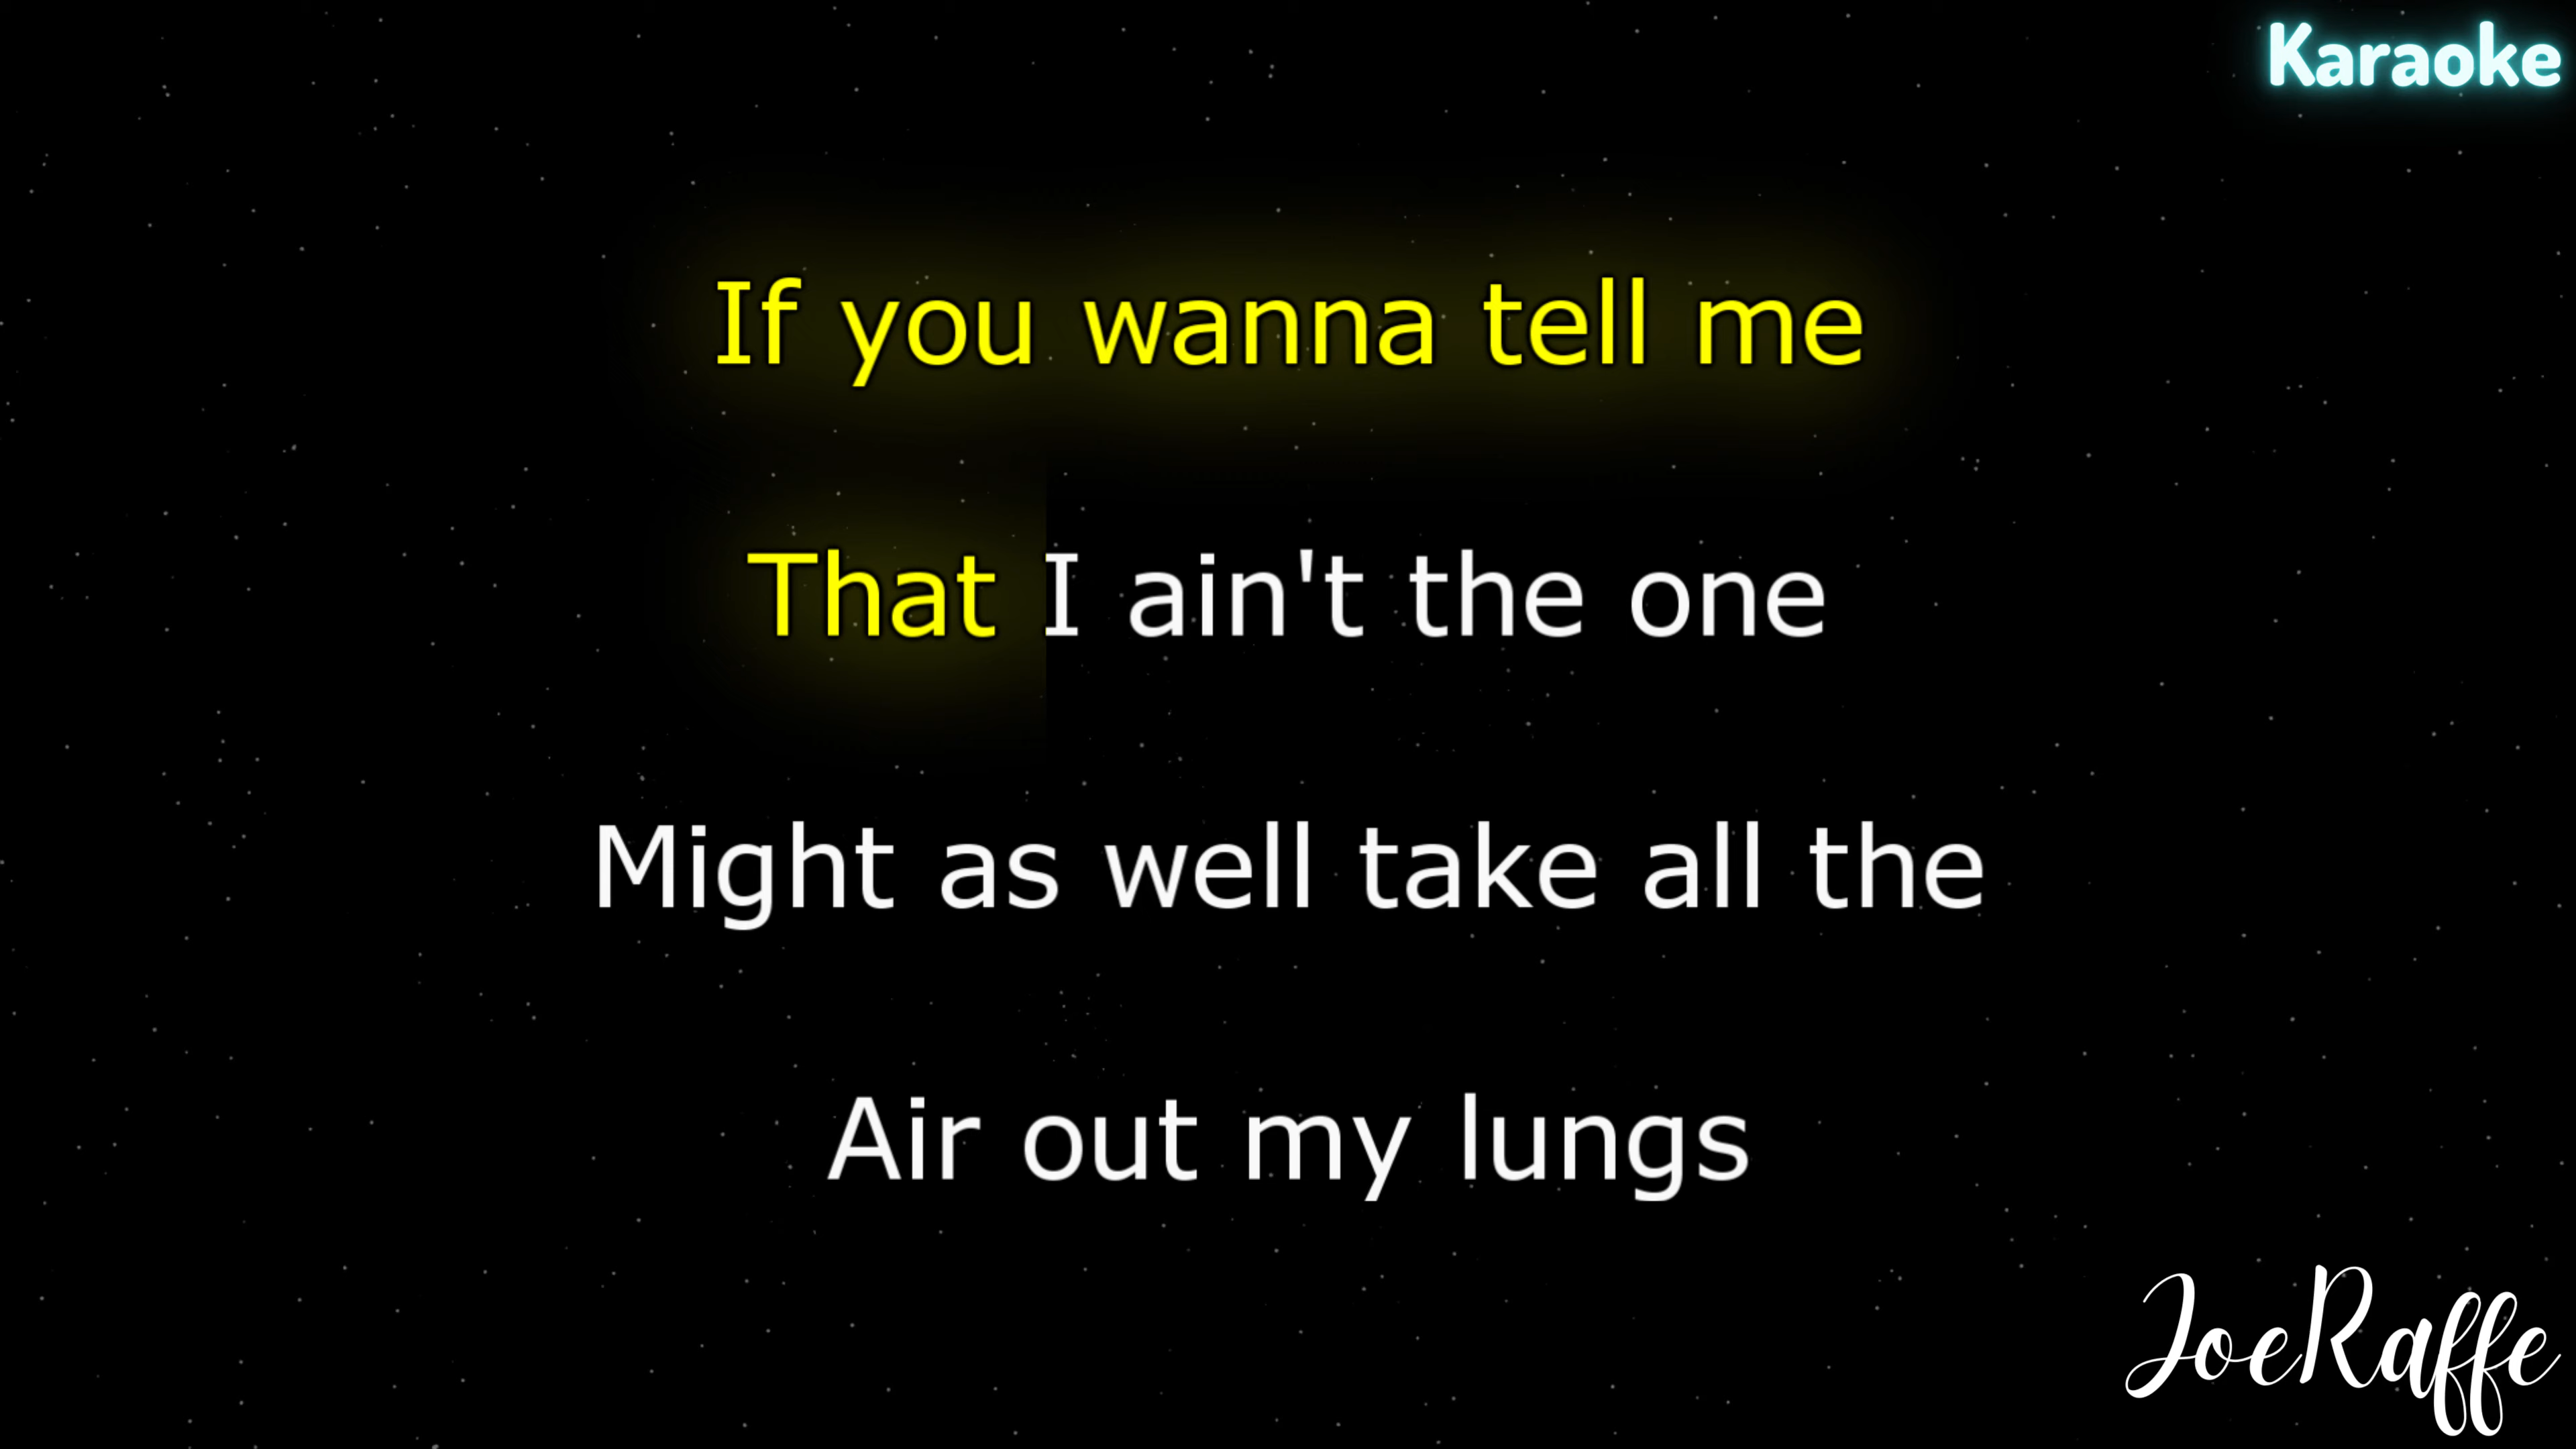 Karaoke
If you wanna tell me
That I ain't the one
Might as well take all the
Air out my lungs
JoeRaffe